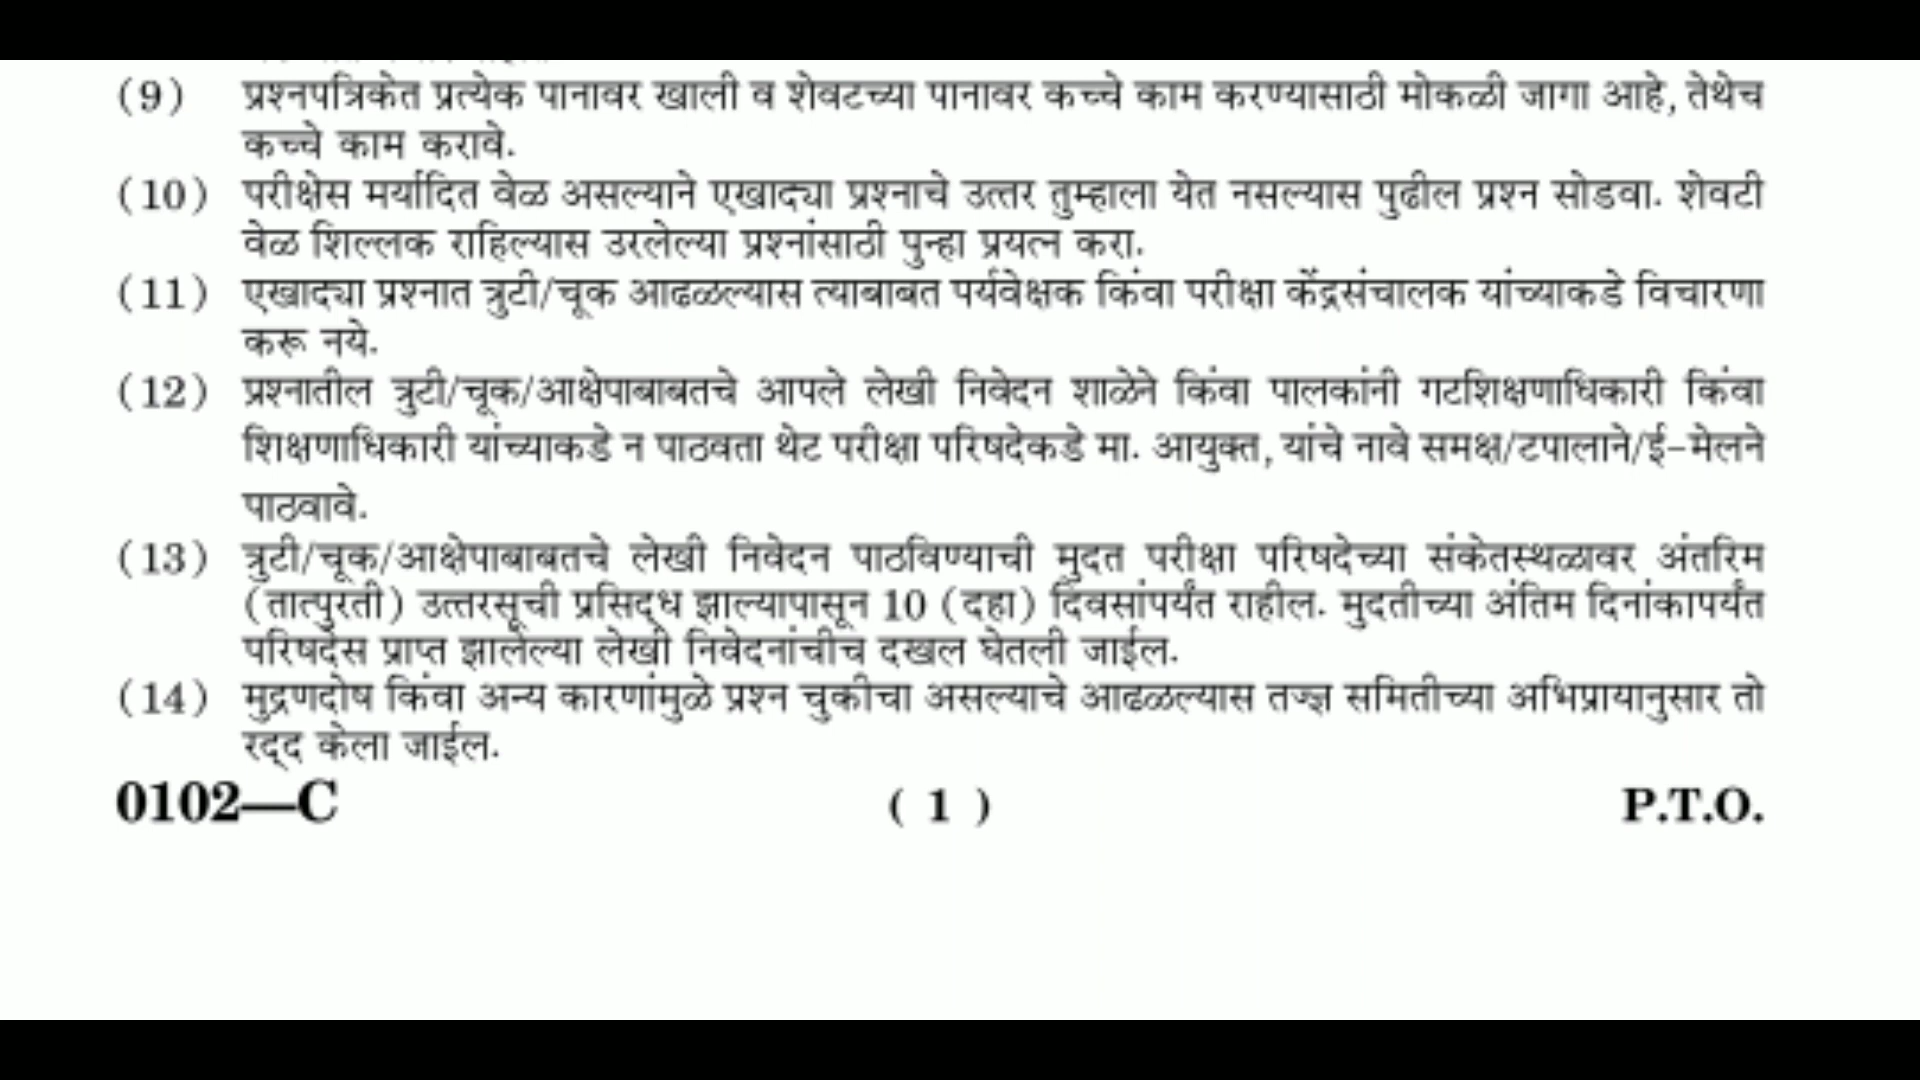 (9) प्रश्नपत्रिकेत प्रत्येक पानावर खाली व शेवटच्या पानावर कच्चे काम करण्यासाठी मोकळी जागा आहे, तेथेच
कच्चे काम करावे.
(10) परीक्षेस मर्यादित वेळ असल्याने एखाद्या प्रश्नाचे उत्तर तुम्हाला येत नसल्यास पुढील प्रश्न सोडवा. शेवटी
वेळ शिल्लक राहिल्यास उरलेल्या प्रश्नांसाठी पुन्हा प्रयत्न करा.
(11) एखाद्या प्रश्नात त्रुटी/चूक आढळल्यास त्याबाबत पर्यवेक्षक किंवा परीक्षा केंद्रसंचालक यांच्याकडे विचारणा
करू नये.
(12) प्रश्नातील त्रुटी/चूक/आक्षेपाबाबतचे आपले लेखी निवेदन शाळेने किंवा पालकांनी गटशिक्षणाधिकारी किंवा
शिक्षणाधिकारी यांच्याकडे न पाठवता थेट परीक्षा परिषदेकडे मा. आयुक्त, यांचे नावे समक्ष/टपालाने/ई-मेलने
पाठवावे.
(13) त्रुटी/चूक/आक्षेपाबाबतचे लेखी निवेदन पाठविण्याची मुदत परीक्षा परिषदेच्या संकेतस्थळावर अंतरिम
(तात्पुरती) उत्तरसूची प्रसिद्ध झाल्यापासून 10 (दहा) दिवसांपर्यंत राहील. मुदतीच्या अंतिम दिनांकापर्यंत
परिषदेस प्राप्त झालेल्या लेखी निवेदनांचीच दखल घेतली जाईल.
(14) मुद्रणदोष किंवा अन्य कारणांमुळे प्रश्न चुकीचा असल्याचे आढळल्यास तज्ज्ञ समितीच्या अभिप्रायानुसार तो
रद्द केला जाईल.
0102—C ( 1 ) P.T.O.